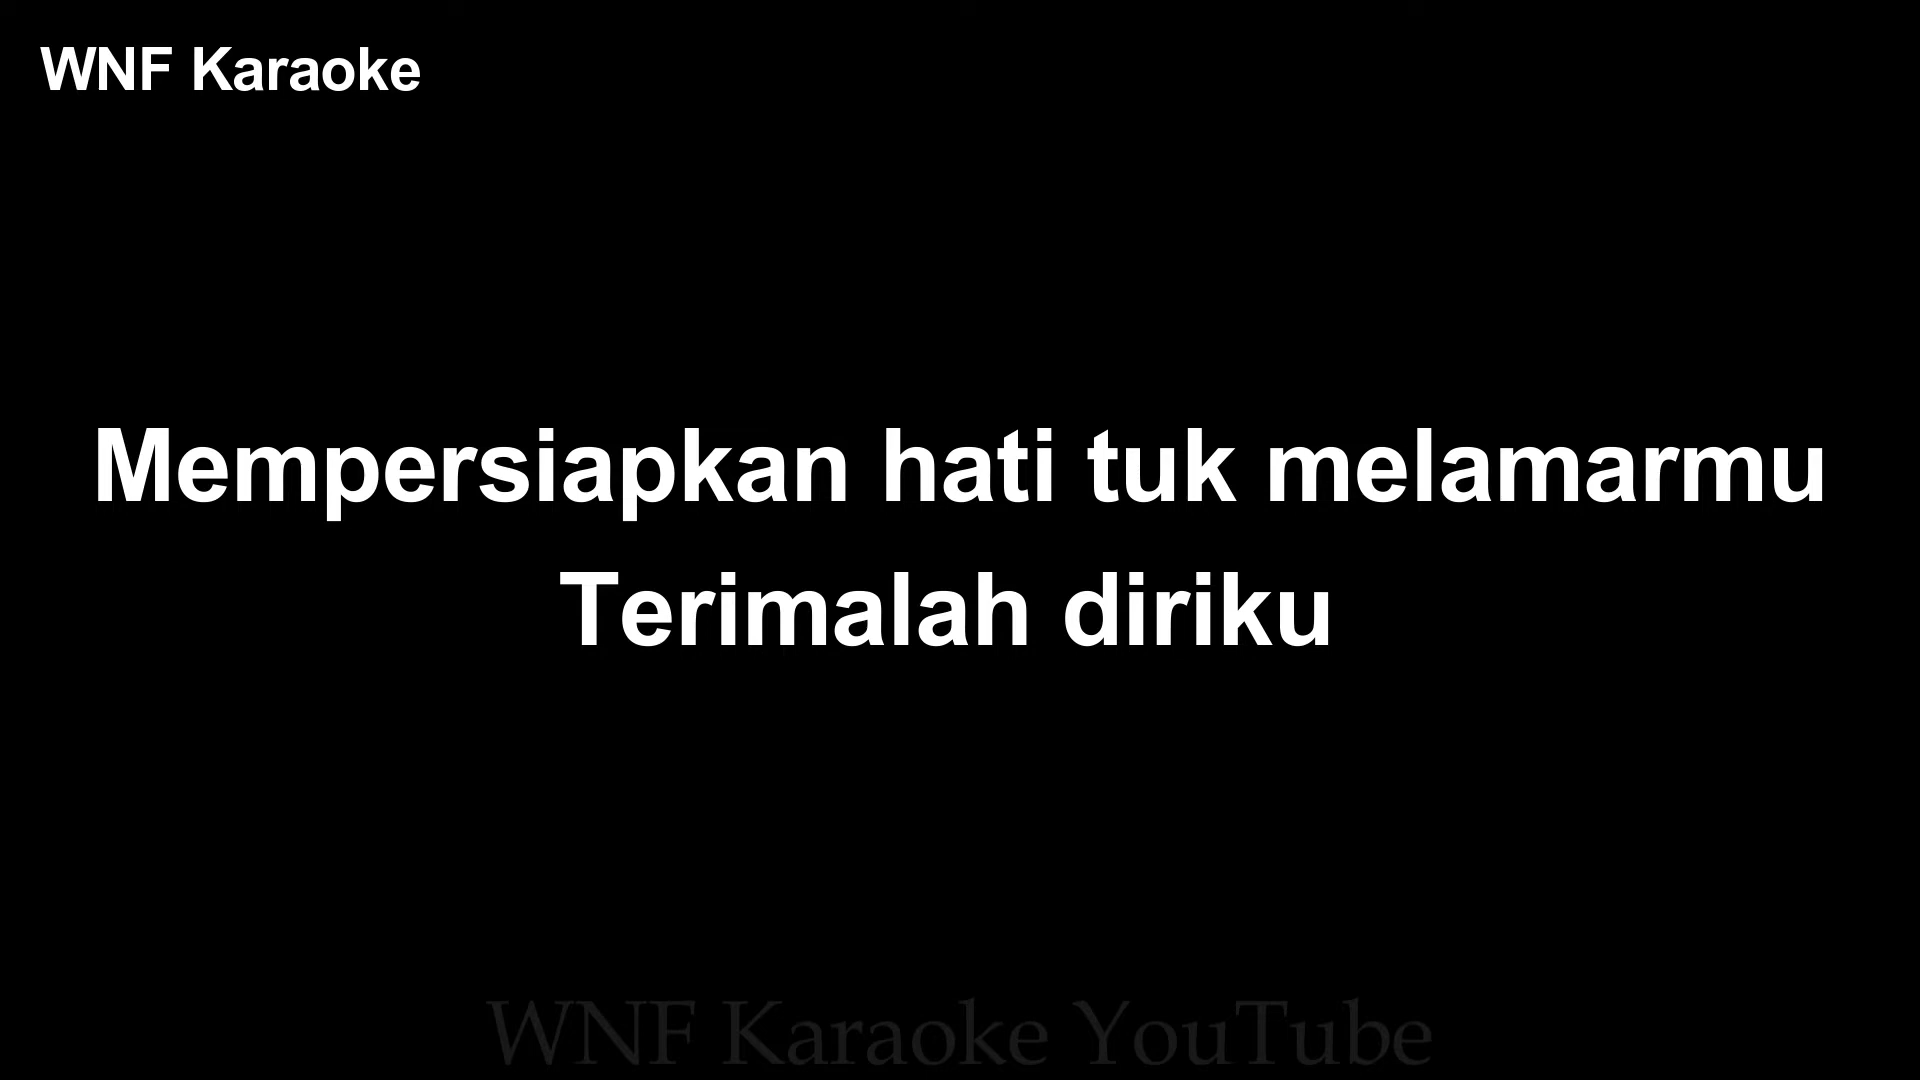 WNF Karaoke
Mempersiapkan hati tuk melamarmu
Terimalah diriku
WNF Karaoke YouTube